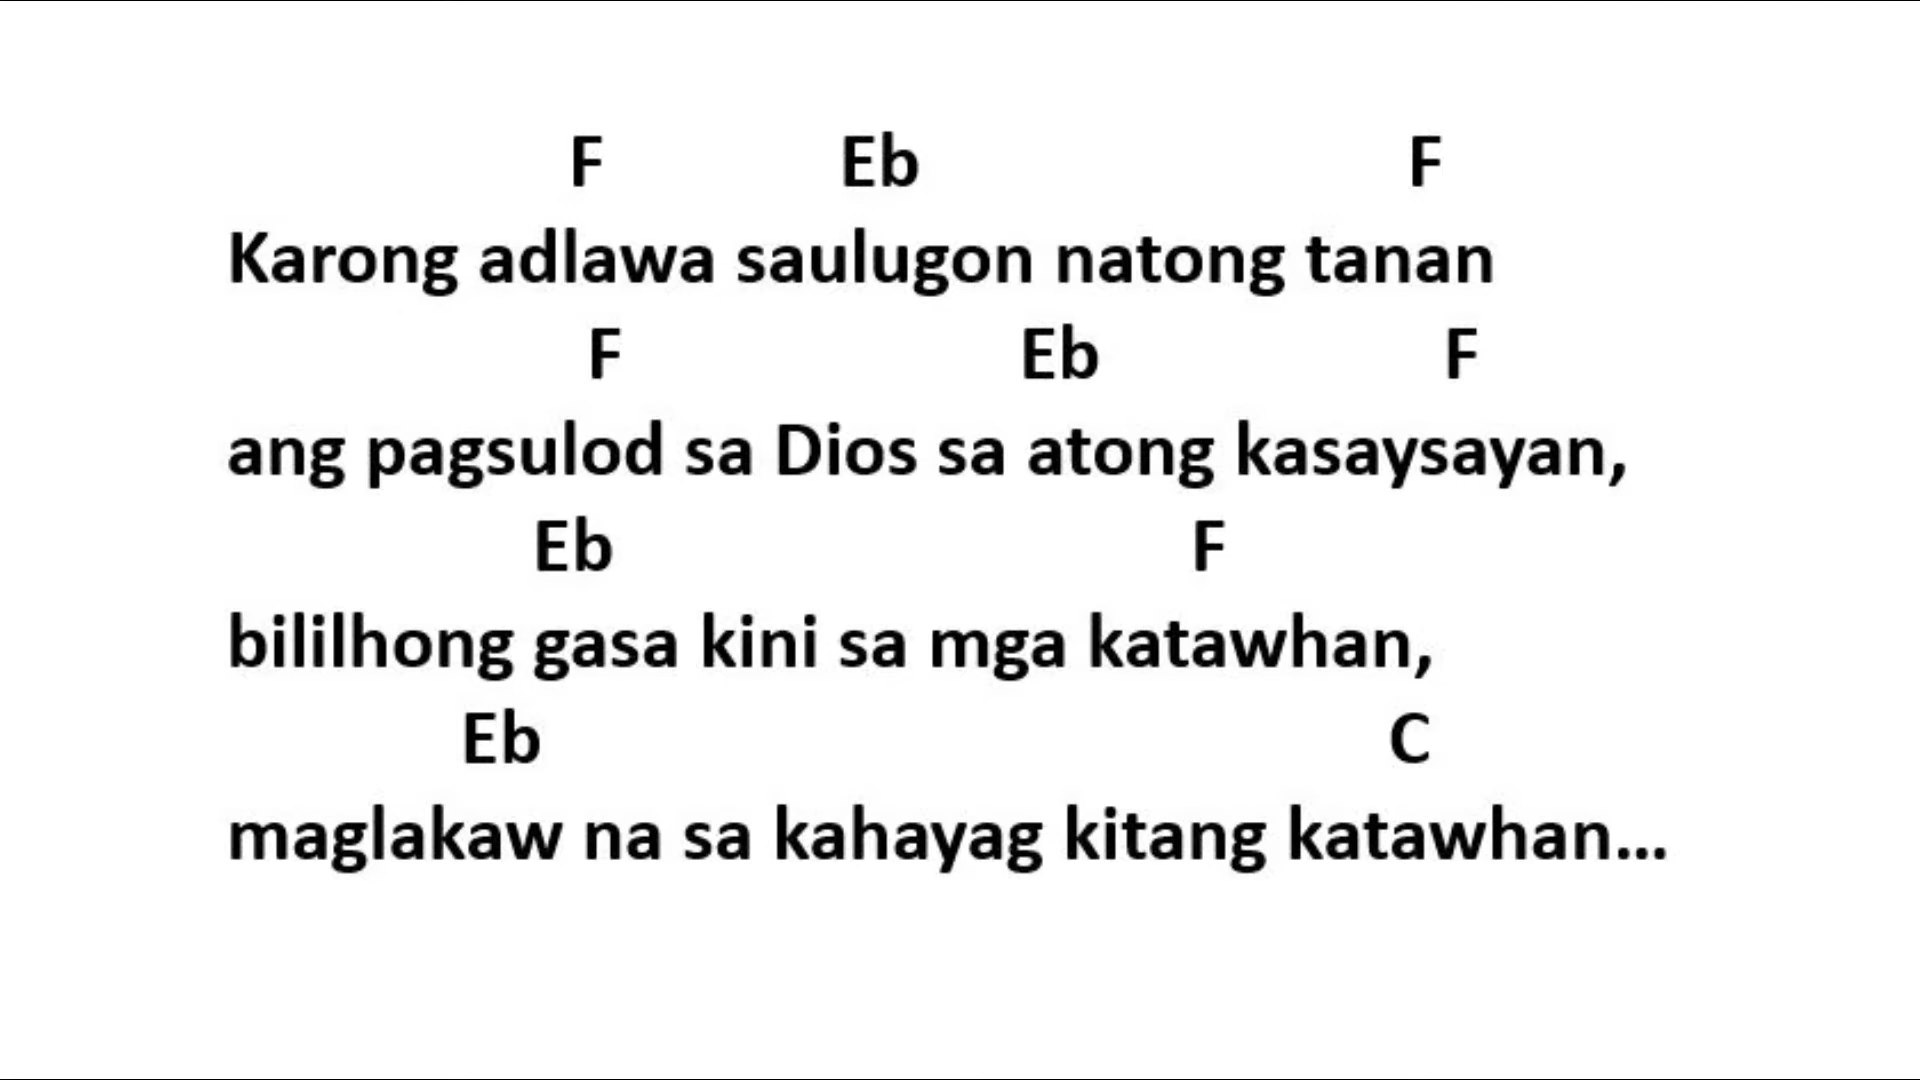 F Eb F
Karong adlawa saulugon natong tanan
F Eb F
ang pagsulod sa Dios sa atong kasaysayan,
Eb F
bililhong gasa kini sa mga katawhan,
Eb C
maglakaw na sa kahayag kitang katawhan...